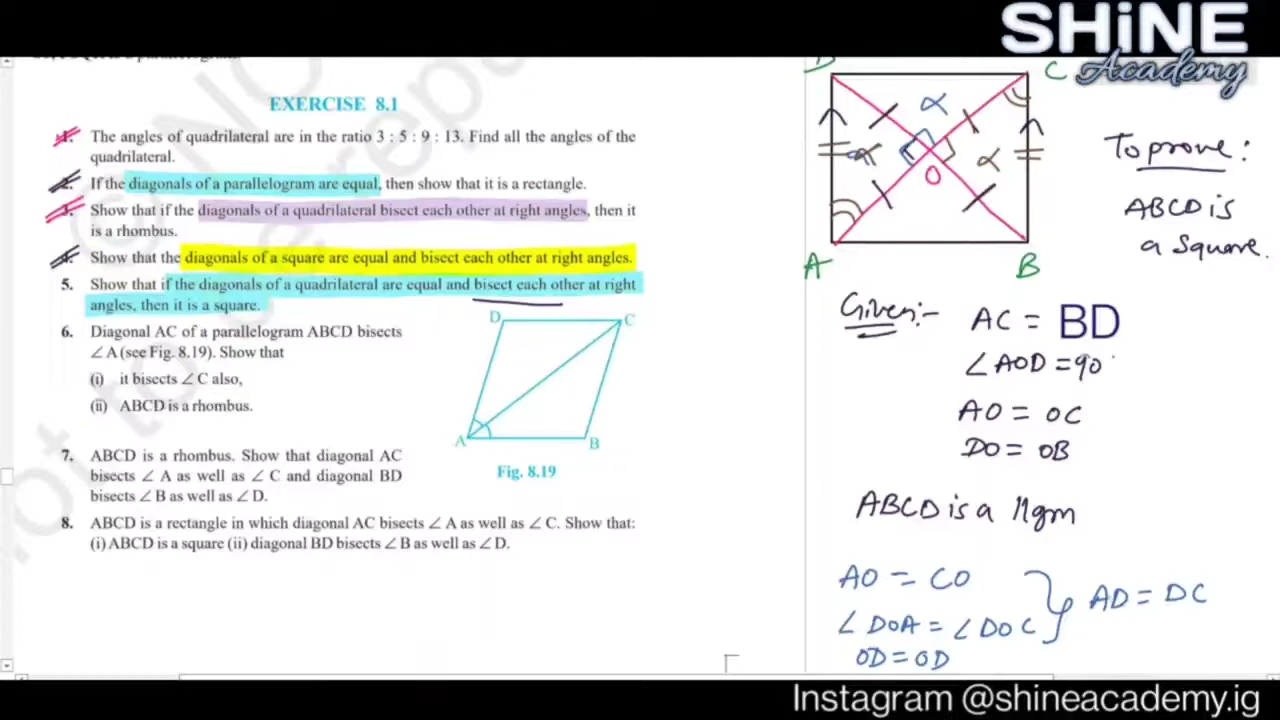 SHiNE
Academy
EXERCISE 8.1
1. The angles of quadrilateral are in the ratio 3 : 5 : 9 : 13. Find all the angles of the
quadrilateral.
2. If the diagonals of a parallelogram are equal, then show that it is a rectangle.
3. Show that if the diagonals of a quadrilateral bisect each other at right angles, then it
is a rhombus.
4. Show that the diagonals of a square are equal and bisect each other at right angles.
5. Show that if the diagonals of a quadrilateral are equal and bisect each other at right
angles, then it is a square.
6. Diagonal AC of a parallelogram ABCD bisects
∠ A (see Fig. 8.19). Show that
(i) it bisects ∠ C also,
(ii) ABCD is a rhombus.
D C
A B
Fig. 8.19
7. ABCD is a rhombus. Show that diagonal AC
bisects ∠ A as well as ∠ C and diagonal BD
bisects ∠ B as well as ∠ D.
8. ABCD is a rectangle in which diagonal AC bisects ∠ A as well as ∠ C. Show that:
(i) ABCD is a square (ii) diagonal BD bisects ∠ B as well as ∠ D.
D C
α
α α
O
A B
To prove :
ABCD is
a Square.
Given:-
AC = BD
∠ AOD = 90
AO = OC
DO = OB
ABCD is a ||gm
AO = CO
∠ DOA = ∠ DOC
OD = OD
AD = DC
Instagram @shineacademy.ig